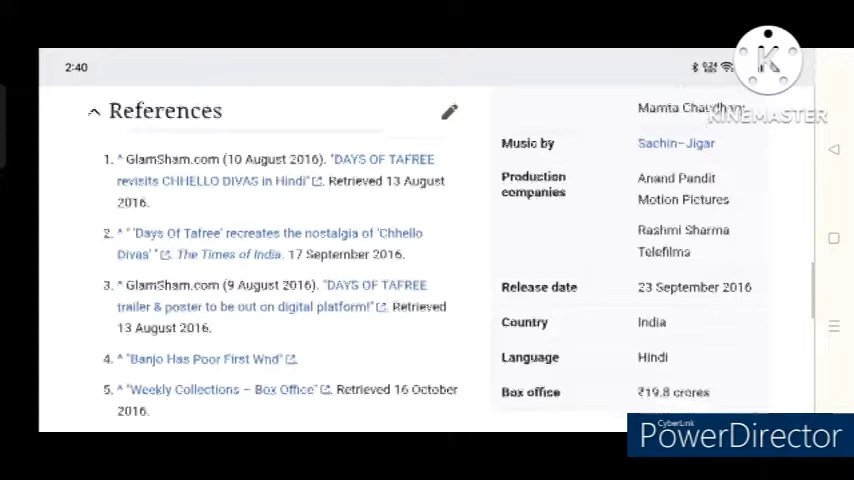 2:40
KINEMASTER
References
1. ^ GlamSham.com (10 August 2016). "DAYS OF TAFREE
revisits CHHELLO DIVAS in Hindi". Retrieved 13 August
2016.
2. ^ " 'Days Of Tafree' recreates the nostalgia of 'Chhello
Divas' ". The Times of India. 17 September 2016.
3. ^ GlamSham.com (9 August 2016). "DAYS OF TAFREE
trailer & poster to be out on digital platform!". Retrieved
13 August 2016.
4. ^ "Banjo Has Poor First Wnd".
5. ^ "Weekly Collections – Box Office". Retrieved 16 October
2016.
Mamta Chaudhary
Music by Sachin–Jigar
Production Anand Pandit
companies Motion Pictures
Rashmi Sharma
Telefilms
Release date 23 September 2016
Country India
Language Hindi
Box office ₹19.8 crores
CyberLink
PowerDirector